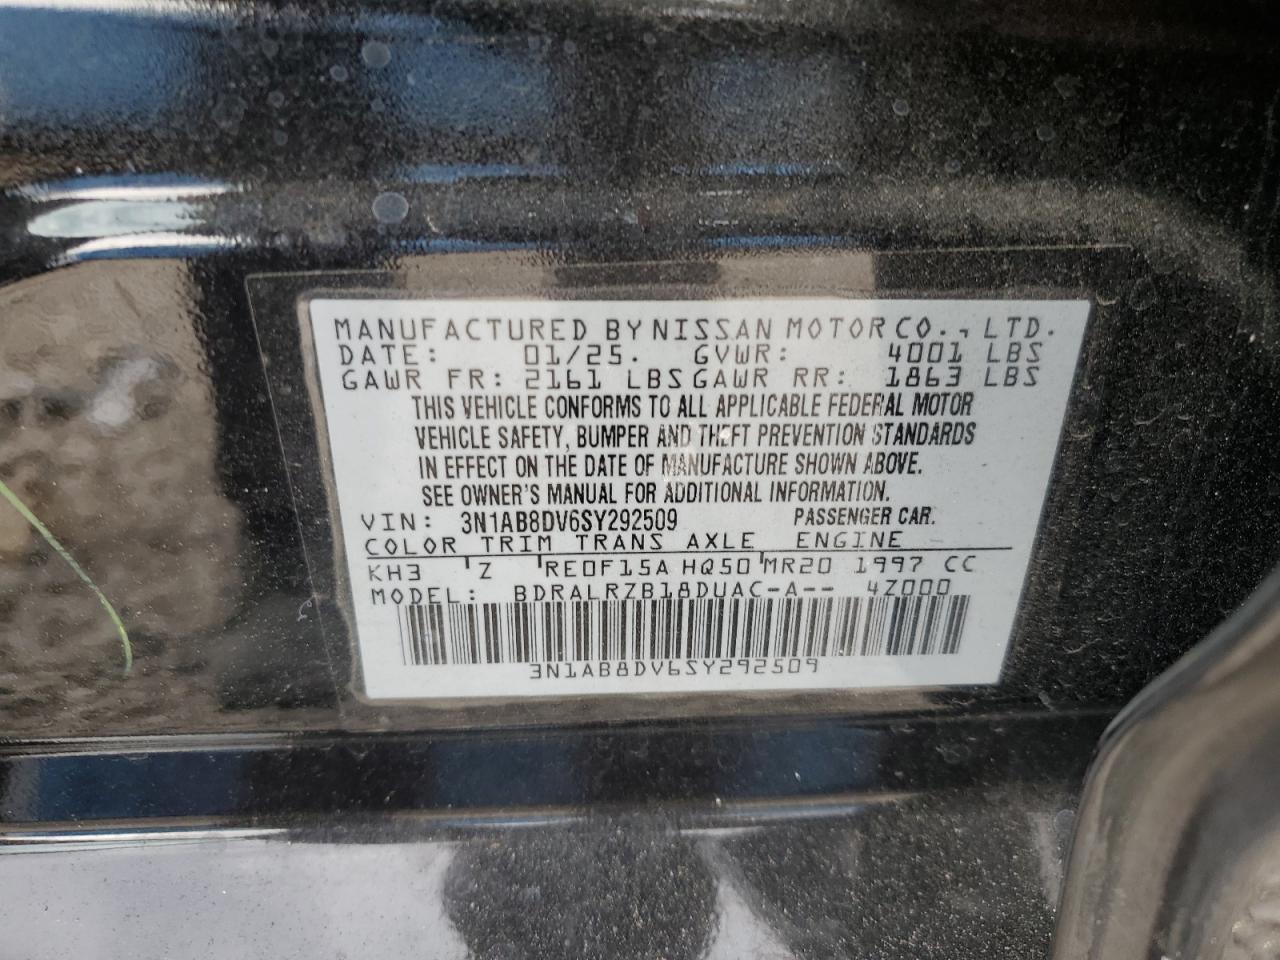 MANUFACTURED BY NISSAN MOTOR CO., LTD.
DATE: 01/25. GVWR: 4001 LBS
GAWR FR: 2161 LBS GAWR RR: 1863 LBS
THIS VEHICLE CONFORMS TO ALL APPLICABLE FEDERAL MOTOR
VEHICLE SAFETY, BUMPER AND THEFT PREVENTION STANDARDS
IN EFFECT ON THE DATE OF MANUFACTURE SHOWN ABOVE.
SEE OWNER'S MANUAL FOR ADDITIONAL INFORMATION.
VIN: 3N1AB8DV6SY292509 PASSENGER CAR.
COLOR TRIM TRANS AXLE ENGINE
KH3 Z RE0F15A HQ50 MR20 1997 CC
MODEL: BDRALRZB18DUAC-A-- 4Z000
3N1AB8DV6SY292509